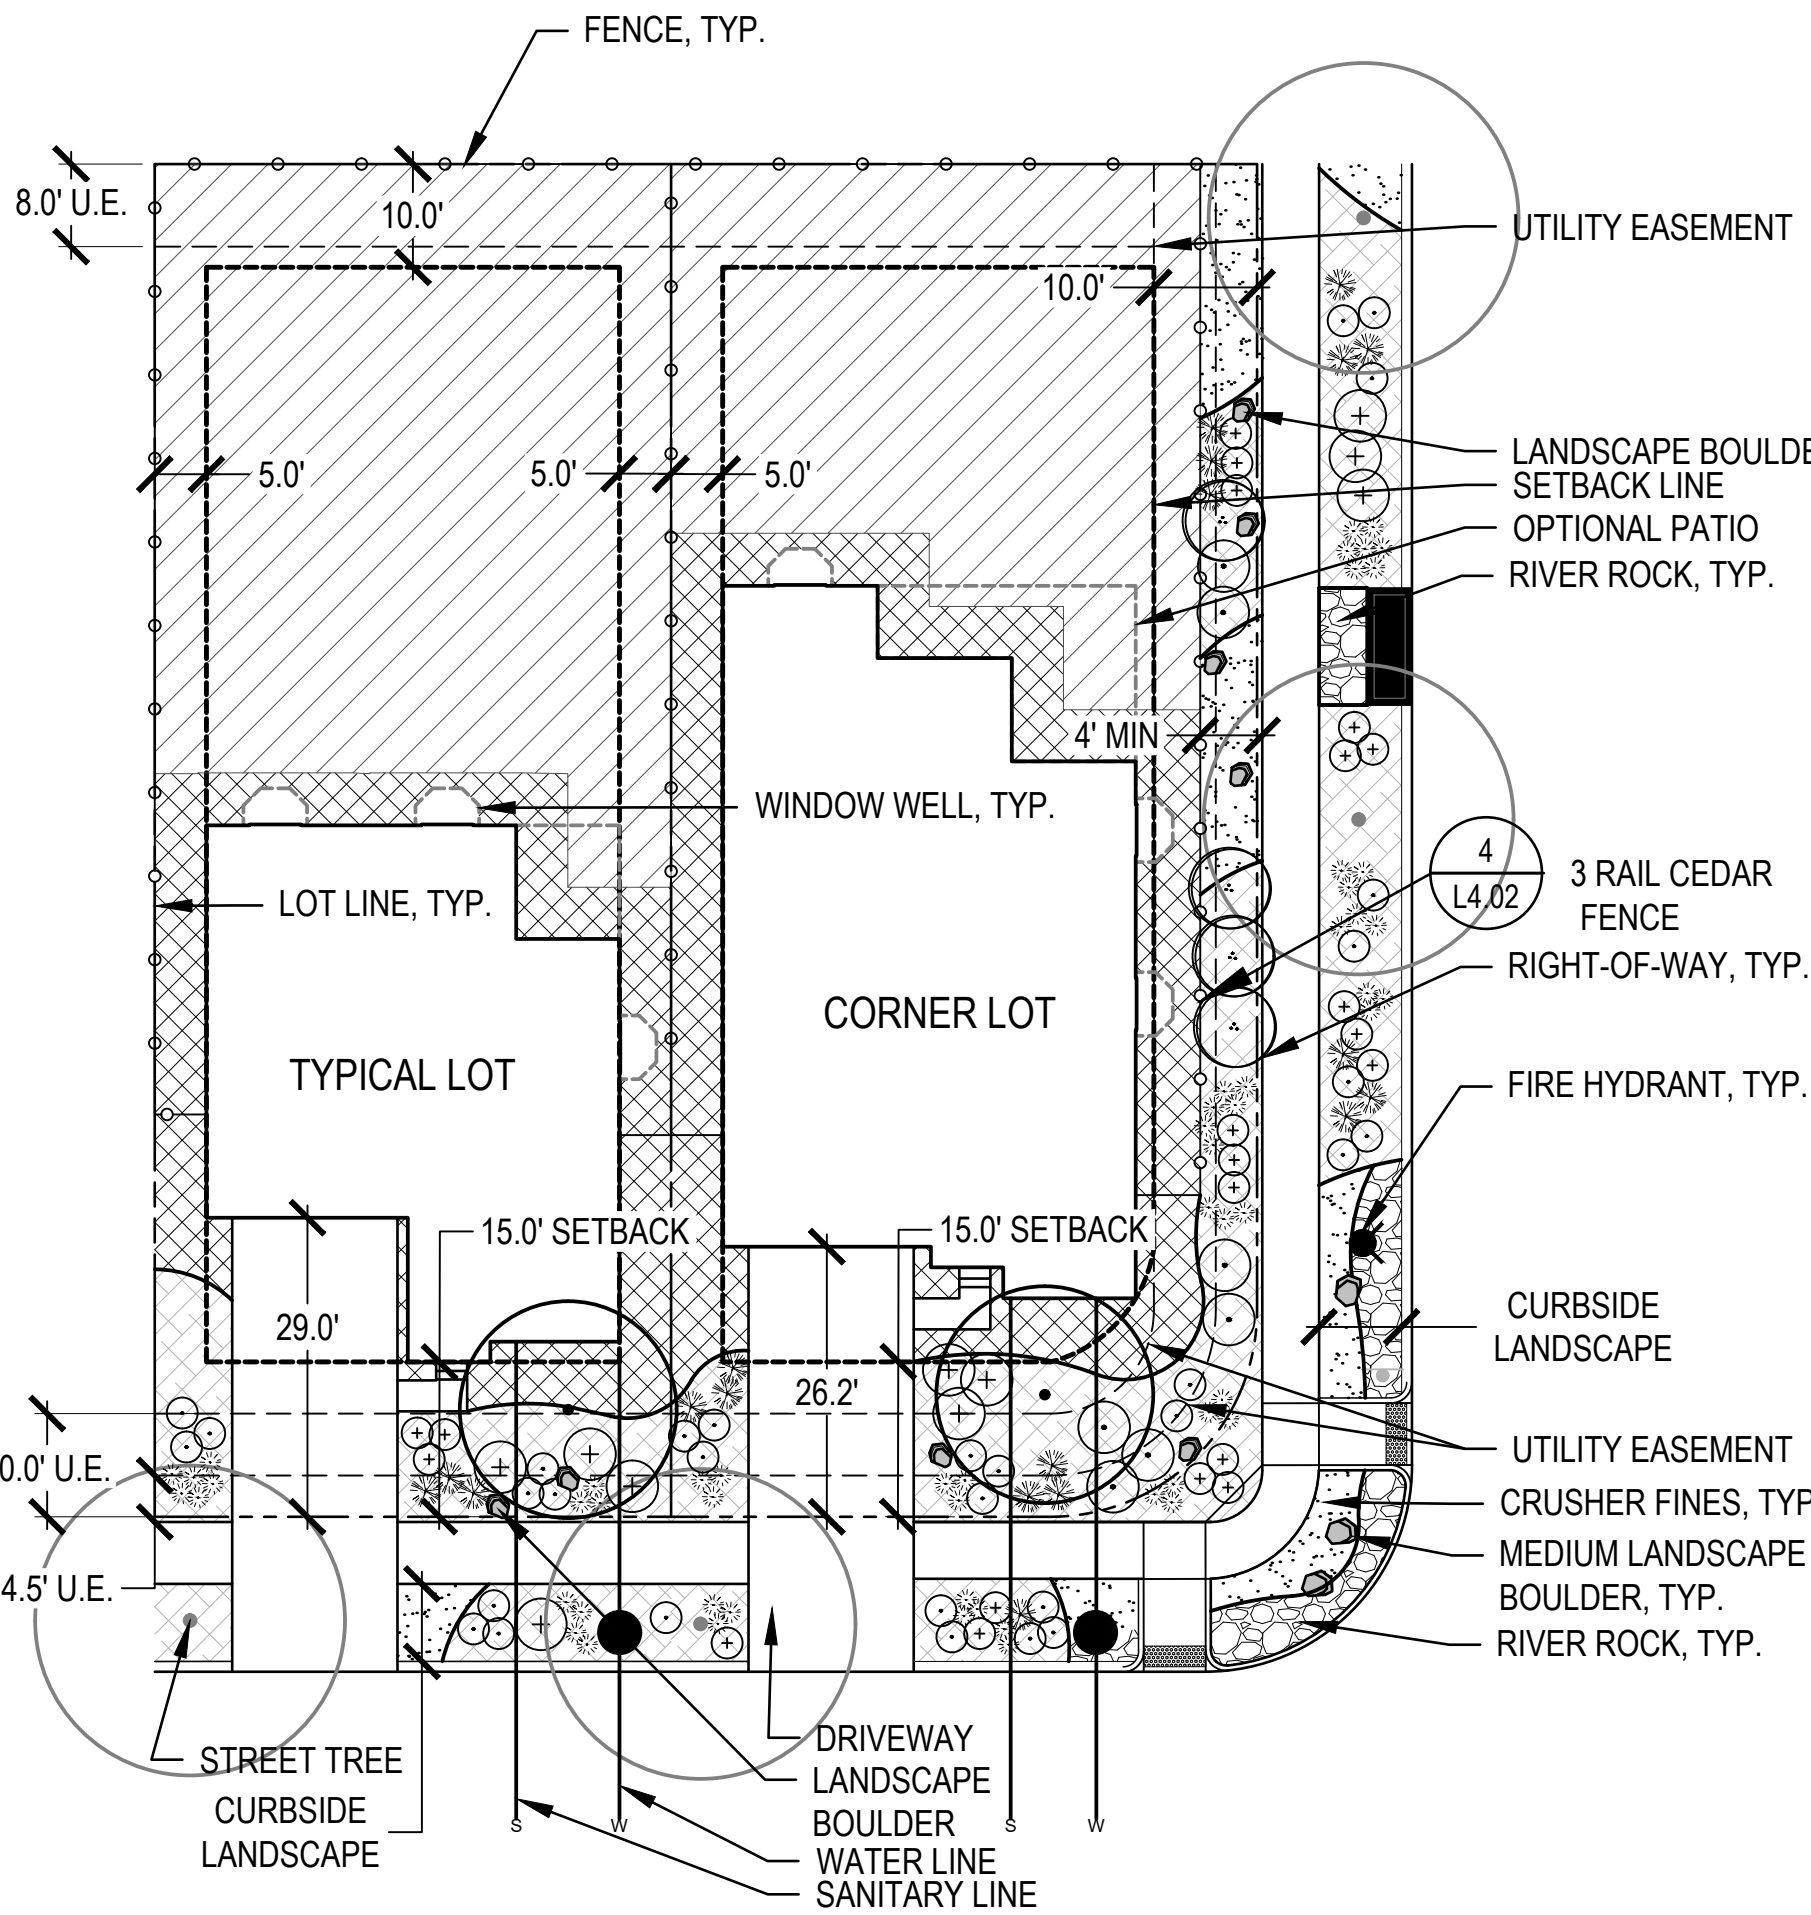 FENCE, TYP.
8.0' U.E.
10.0'
UTILITY EASEMENT
10.0'
5.0'
5.0'
5.0'
LANDSCAPE BOULDE
SETBACK LINE
OPTIONAL PATIO
RIVER ROCK, TYP.
4' MIN
WINDOW WELL, TYP.
4
L4.02
3 RAIL CEDAR
FENCE
LOT LINE, TYP.
RIGHT-OF-WAY, TYP.
CORNER LOT
TYPICAL LOT
FIRE HYDRANT, TYP.
15.0' SETBACK
15.0' SETBACK
29.0'
CURBSIDE
LANDSCAPE
26.2'
0.0' U.E.
UTILITY EASEMENT
CRUSHER FINES, TYP
MEDIUM LANDSCAPE
BOULDER, TYP.
RIVER ROCK, TYP.
4.5' U.E.
STREET TREE
CURBSIDE
LANDSCAPE
DRIVEWAY
LANDSCAPE
BOULDER
S
W
S
W
WATER LINE
SANITARY LINE